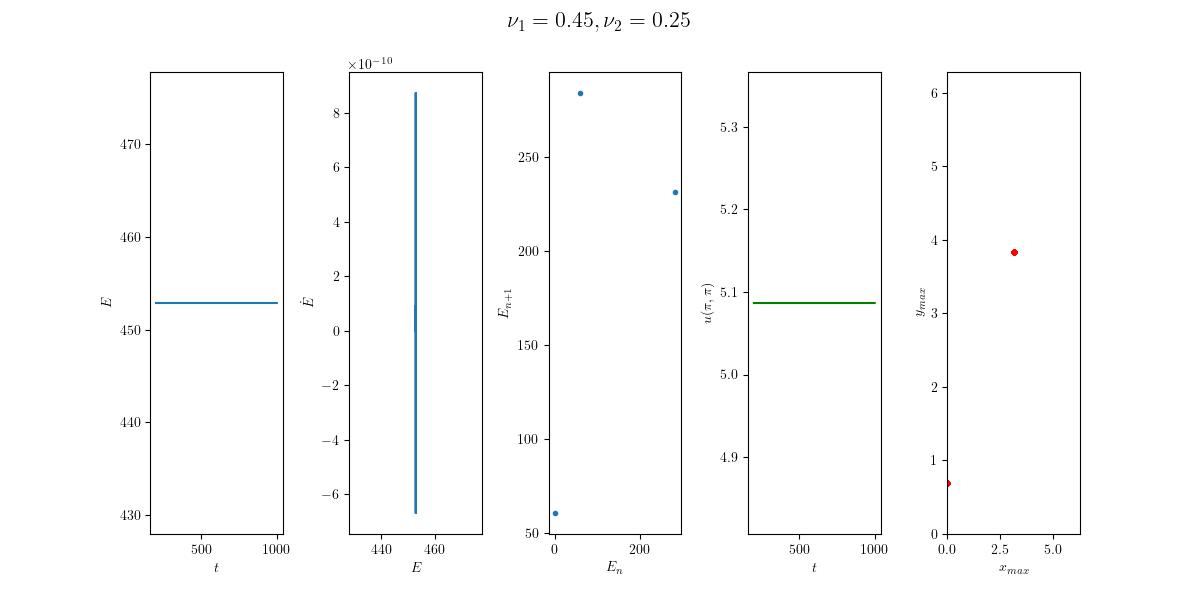 ν₁ = 0.45, ν₂ = 0.25
470
460
450
440
430
E
500 1000
t
×10⁻¹⁰
8
6
4
2
0
−2
−4
−6
Ė
440 460
E
250
200
150
100
50
Eₙ₊₁
0 200
Eₙ
5.3
5.2
5.1
5.0
4.9
u(π, π)
500 1000
t
6
5
4
3
2
1
0
y_max
0.0 2.5 5.0
x_max